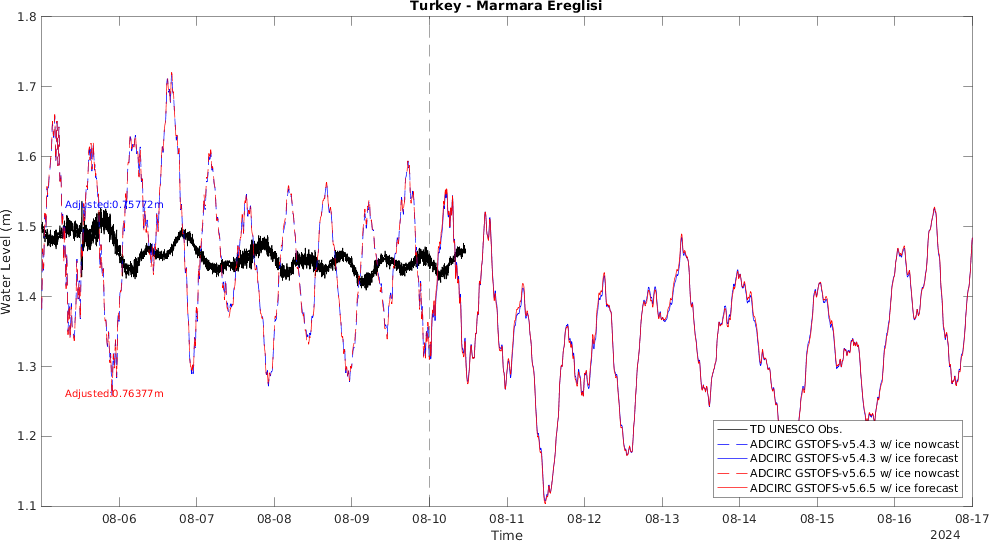 Turkey - Marmara Ereglisi
1.8
1.7
1.6
1.5
1.4
1.3
1.2
1.1
Water Level (m)
Adjusted:0.75772m
Adjusted:0.76377m
TD UNESCO Obs.
ADCIRC GSTOFS-v5.4.3 w/ ice nowcast
ADCIRC GSTOFS-v5.4.3 w/ ice forecast
ADCIRC GSTOFS-v5.6.5 w/ ice nowcast
ADCIRC GSTOFS-v5.6.5 w/ ice forecast
08-06 08-07 08-08 08-09 08-10 08-11 08-12 08-13 08-14 08-15 08-16 08-17
Time
2024